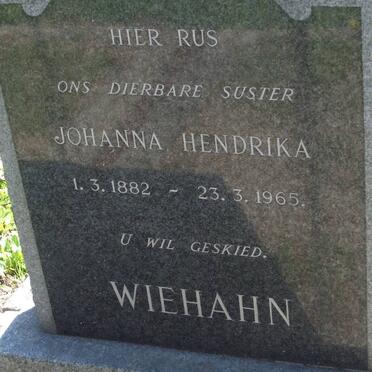 HIER RUS
ONS DIERBARE SUSTER
JOHANNA HENDRIKA
1.3.1882 ~ 23.3.1965.
U WIL GESKIED.
WIEHAHN